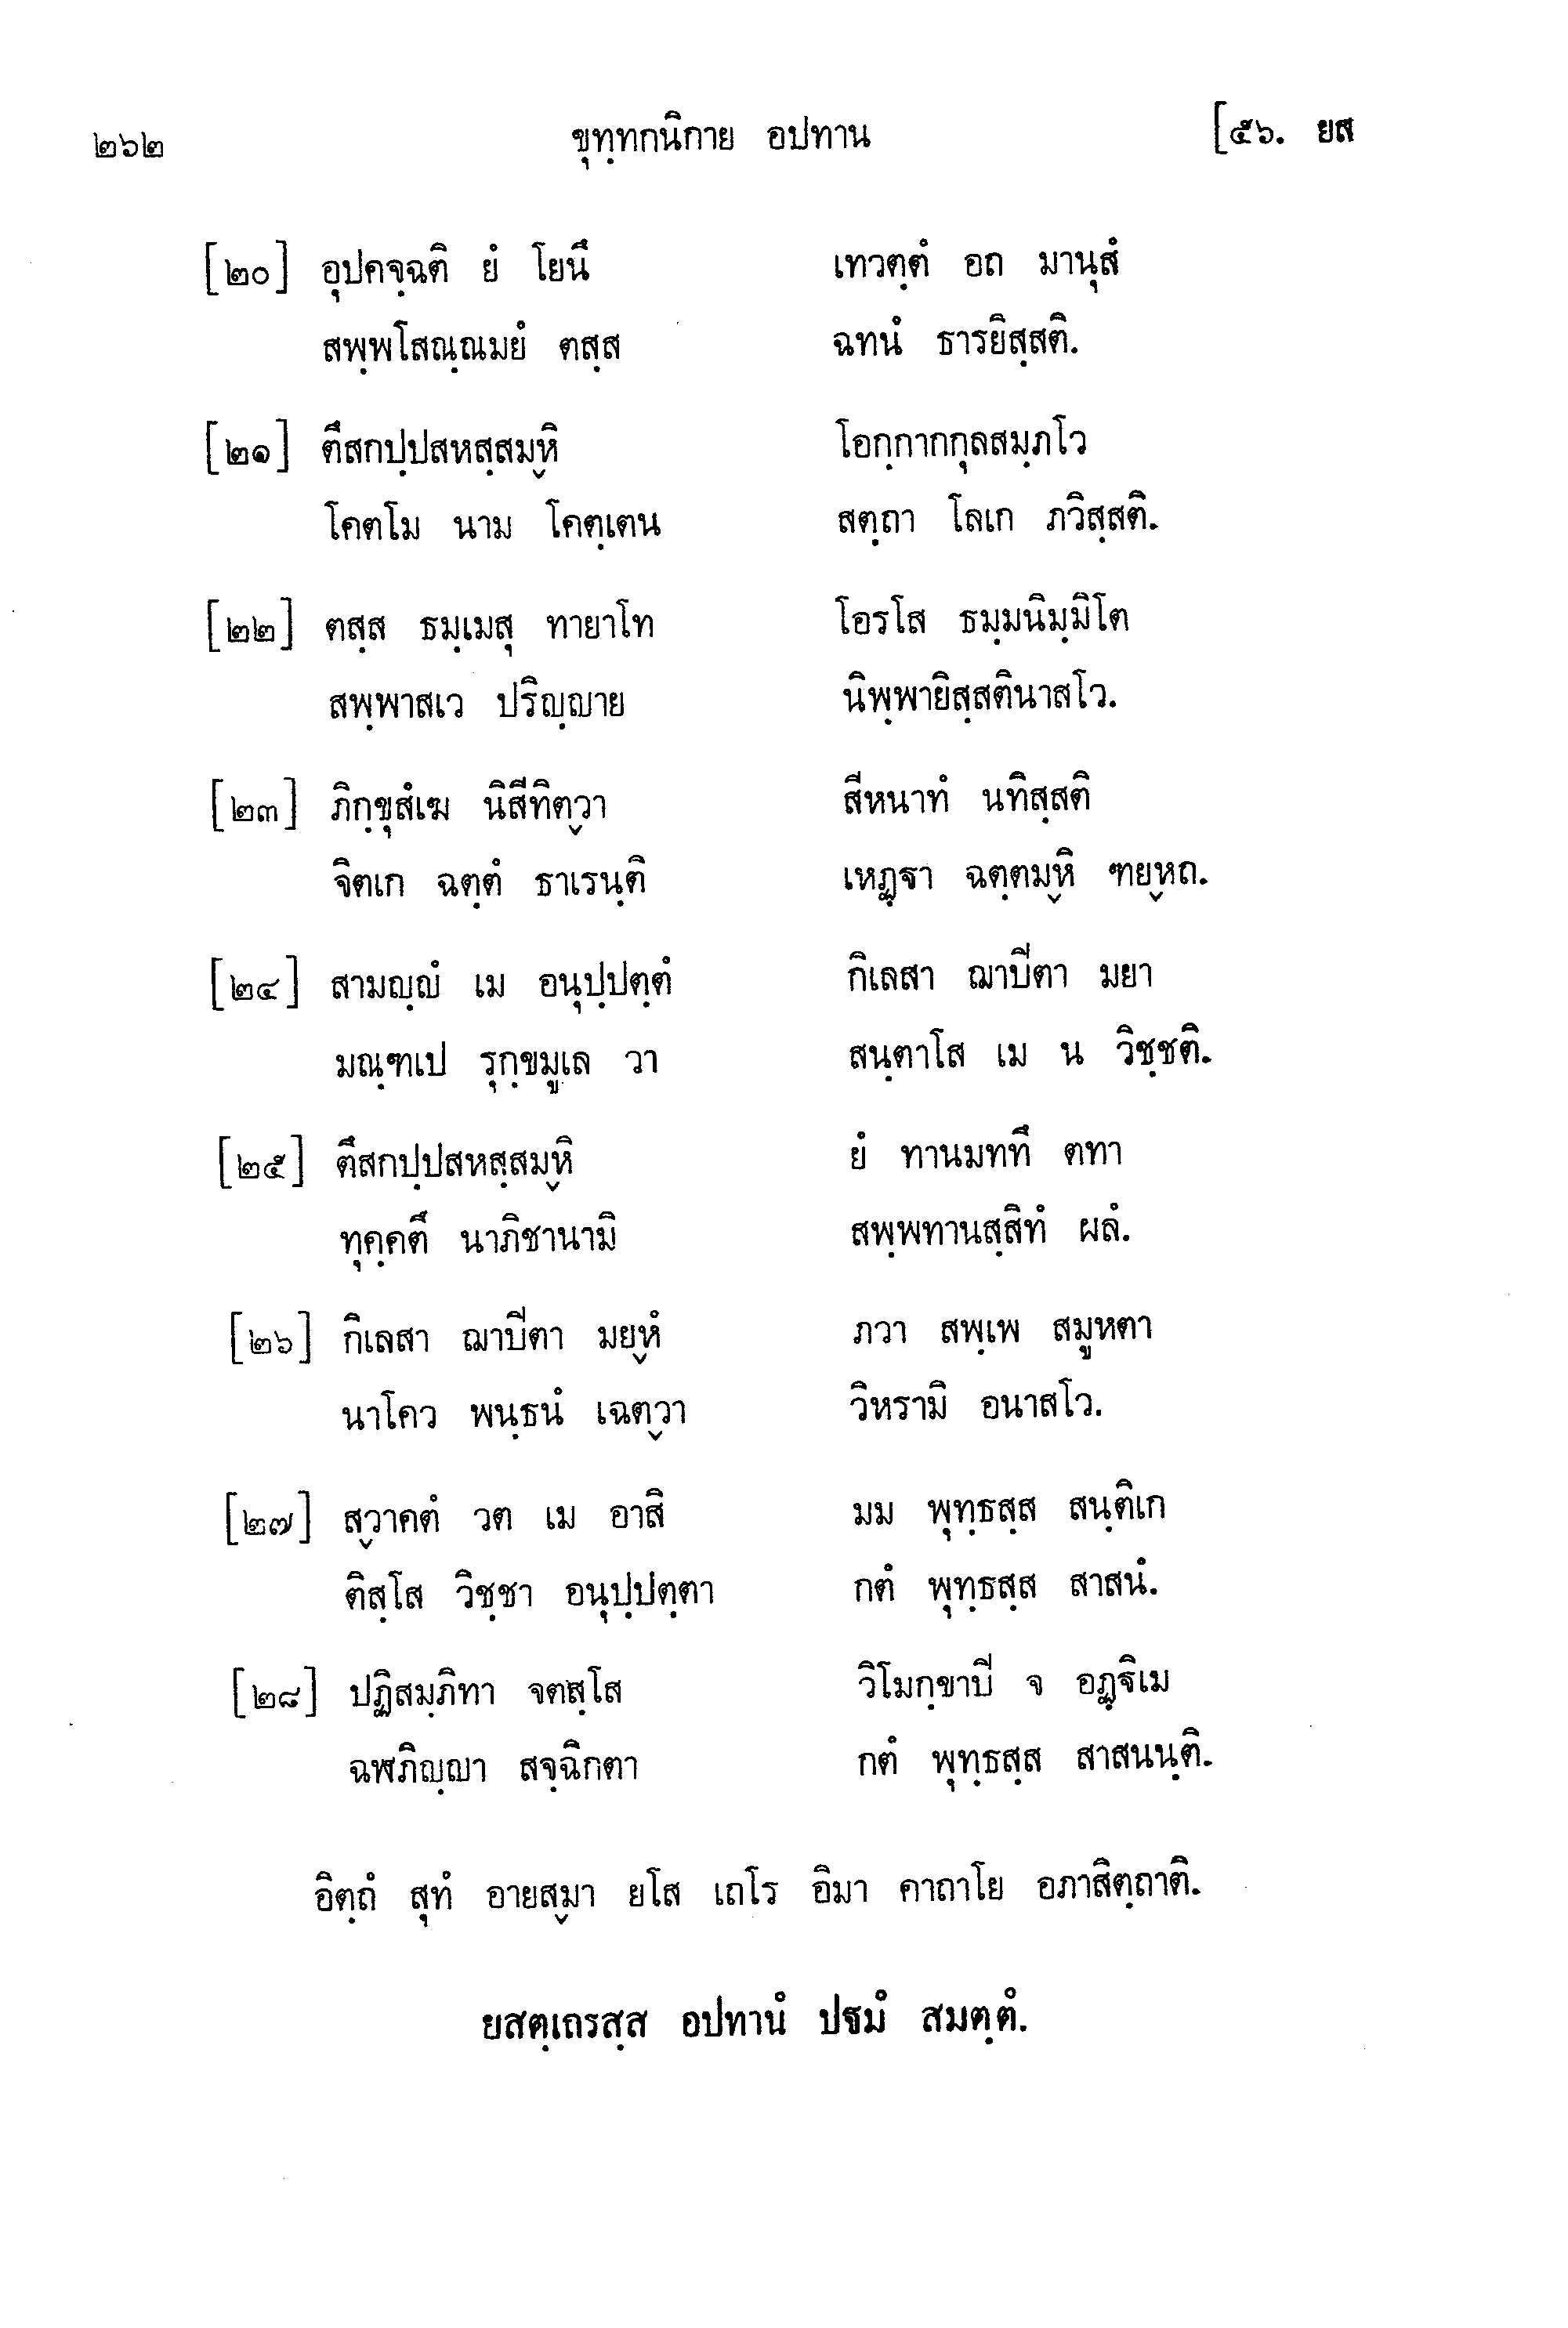 ๒๖๒ ขุทฺทกนิกาย อปทาน [๕๖. ยส
[๒๐] อุปคจฺฉติ ยํ โยนึ เทวตฺตํ อถ มานุสํ
สพฺพโสณฺณมยํ ตสฺส ฉทนํ ธารยิสฺสติ.
[๒๑] ตึสกปฺปสหสฺสมฺหิ โอกฺกากกุลสมฺภโว
โคตโม นาม โคตฺเตน สตฺถา โลเก ภวิสฺสติ.
[๒๒] ตสฺส ธมฺเมสุ ทายาโท โอรโส ธมฺมนิมฺมิโต
สพฺพาสเว ปริญฺญาย นิพฺพายิสฺสตินาสโว.
[๒๓] ภิกฺขุสํเฆ นิสีทิตฺวา สีหนาทํ นทิสฺสติ
จิตเก ฉตฺตํ ธาเรนฺติ เหฏฺฐา ฉตฺตมฺหิ ฑยฺหถ.
[๒๔] สามญฺญํ เม อนุปฺปตฺตํ กิเลสา ฌาปีตา มยา
มณฺฑเป รุกฺขมูเล วา สนฺตาโส เม น วิชฺชติ.
[๒๕] ตึสกปฺปสหสฺสมฺหิ ยํ ทานมททึ ตทา
ทุคฺคตึ นาภิชานามิ สพฺพทานสฺสิทํ ผลํ.
[๒๖] กิเลสา ฌาปีตา มยฺหํ ภวา สพฺเพ สมูหตา
นาโคว พนฺธนํ เฉตฺวา วิหรามิ อนาสโว.
[๒๗] สฺวาคตํ วต เม อาสิ มม พุทฺธสฺส สนฺติเก
ติสฺโส วิชฺชา อนุปฺปตฺตา กตํ พุทฺธสฺส สาสนํ.
[๒๘] ปฏิสมฺภิทา จตสฺโส วิโมกฺขาปี จ อฏฺฐิเม
ฉฬภิญฺญา สจฺฉิกตา กตํ พุทฺธสฺส สาสนนฺติ.
อิตฺถํ สุทํ อายสฺมา ยโส เถโร อิมา คาถาโย อภาสิตฺถาติ.
ยสตฺเถรสฺส อปทานํ ปฐมํ สมตฺตํ.